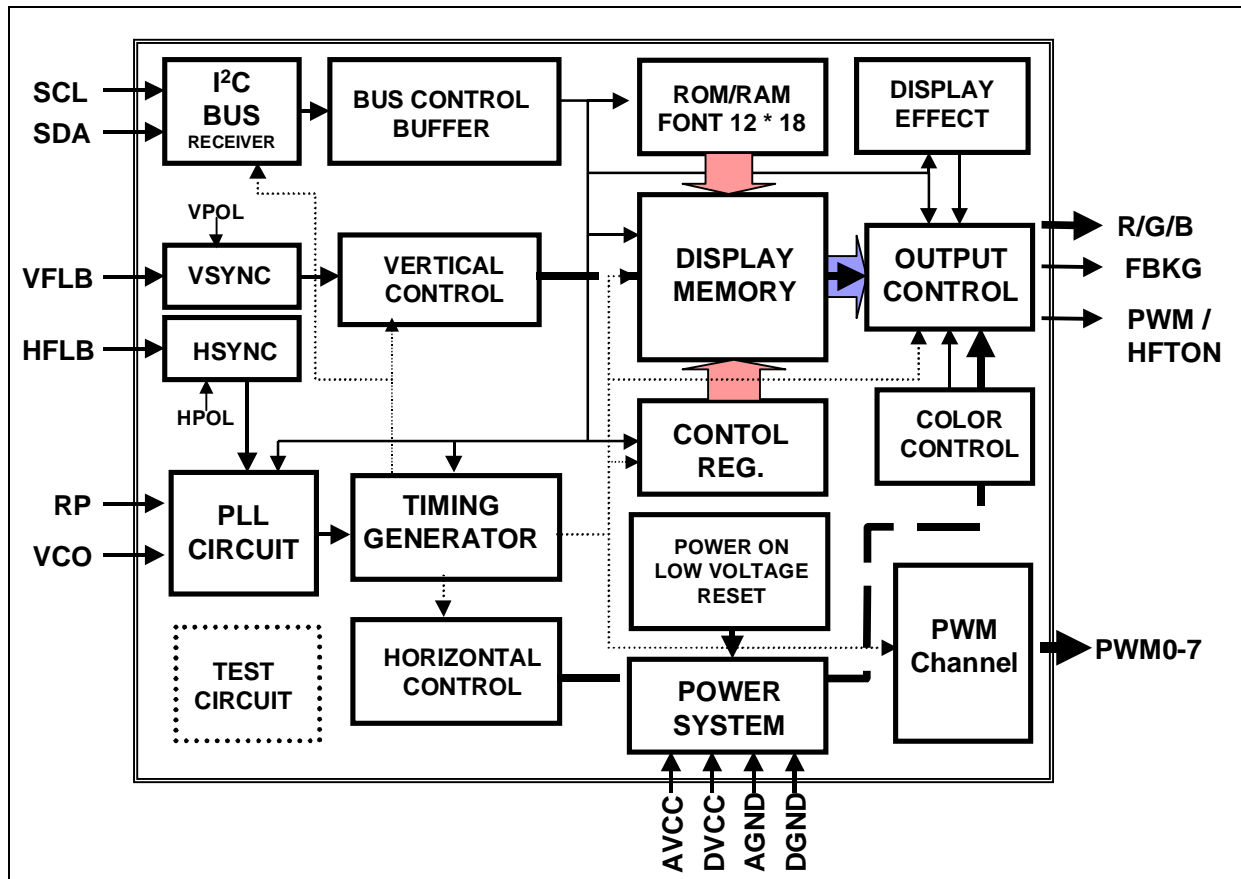 SCL
SDA
I²C
BUS
RECEIVER
BUS CONTROL
BUFFER
ROM/RAM
FONT 12 * 18
DISPLAY
EFFECT
VPOL
VFLB
VSYNC
VERTICAL
CONTROL
DISPLAY
MEMORY
OUTPUT
CONTROL
R/G/B
FBKG
PWM /
HFTON
HFLB
HSYNC
HPOL
CONTOL
REG.
COLOR
CONTROL
RP
VCO
PLL
CIRCUIT
TIMING
GENERATOR
POWER ON
LOW VOLTAGE
RESET
PWM
Channel
PWM0-7
TEST
CIRCUIT
HORIZONTAL
CONTROL
POWER
SYSTEM
AVCC
DVCC
AGND
DGND